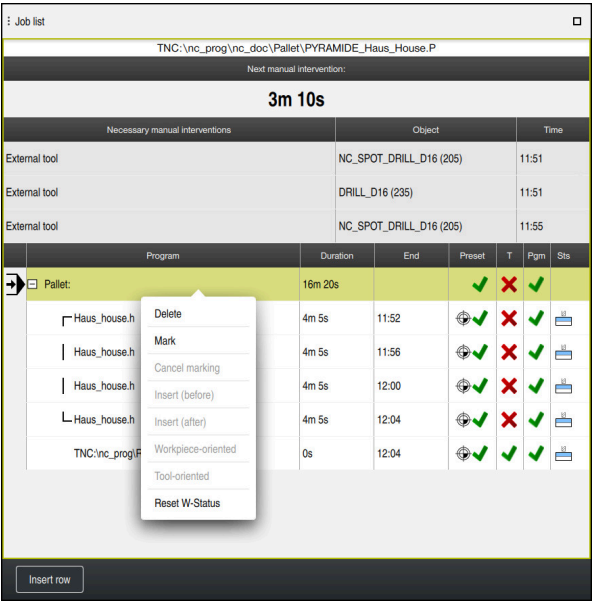 Job list
TNC:\nc_prog\nc_doc\Pallet\PYRAMIDE_Haus_House.P
Next manual intervention:
3m 10s
Necessary manual interventions Object Time
External tool NC_SPOT_DRILL_D16 (205) 11:51
External tool DRILL_D16 (235) 11:51
External tool NC_SPOT_DRILL_D16 (205) 11:55
Program Duration End Preset T Pgm Sts
Pallet: 16m 20s
Haus_house.h 4m 5s 11:52
Haus_house.h 4m 5s 11:56
Haus_house.h 4m 5s 12:00
Haus_house.h 4m 5s 12:04
TNC:\nc_prog\ 0s 12:04
Delete
Mark
Cancel marking
Insert (before)
Insert (after)
Workpiece-oriented
Tool-oriented
Reset W-Status
Insert row